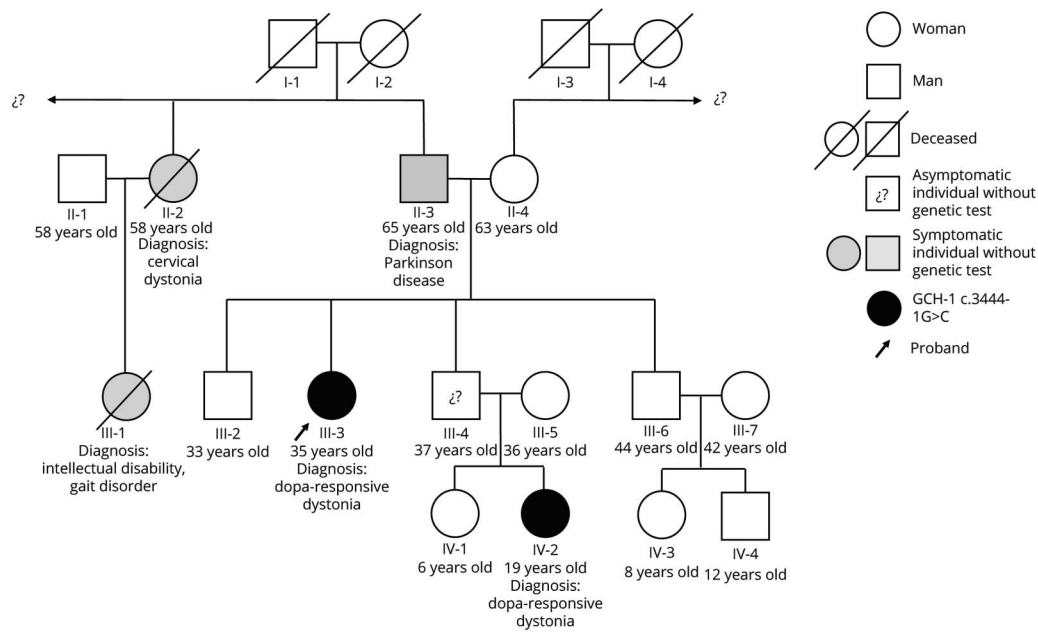 I-1
I-2
I-3
I-4
¿?
¿?
II-1
58 years old
II-2
58 years old
Diagnosis:
cervical
dystonia
II-3
65 years old
Diagnosis:
Parkinson
disease
II-4
63 years old
III-1
Diagnosis:
intellectual disability,
gait disorder
III-2
33 years old
III-3
35 years old
Diagnosis:
dopa-responsive
dystonia
¿?
III-4
37 years old
III-5
36 years old
III-6
44 years old
III-7
42 years old
IV-1
6 years old
IV-2
19 years old
Diagnosis:
dopa-responsive
dystonia
IV-3
8 years old
IV-4
12 years old
Woman
Man
Deceased
¿?
Asymptomatic
individual without
genetic test
Symptomatic
individual without
genetic test
GCH-1 c.3444-
1G>C
Proband